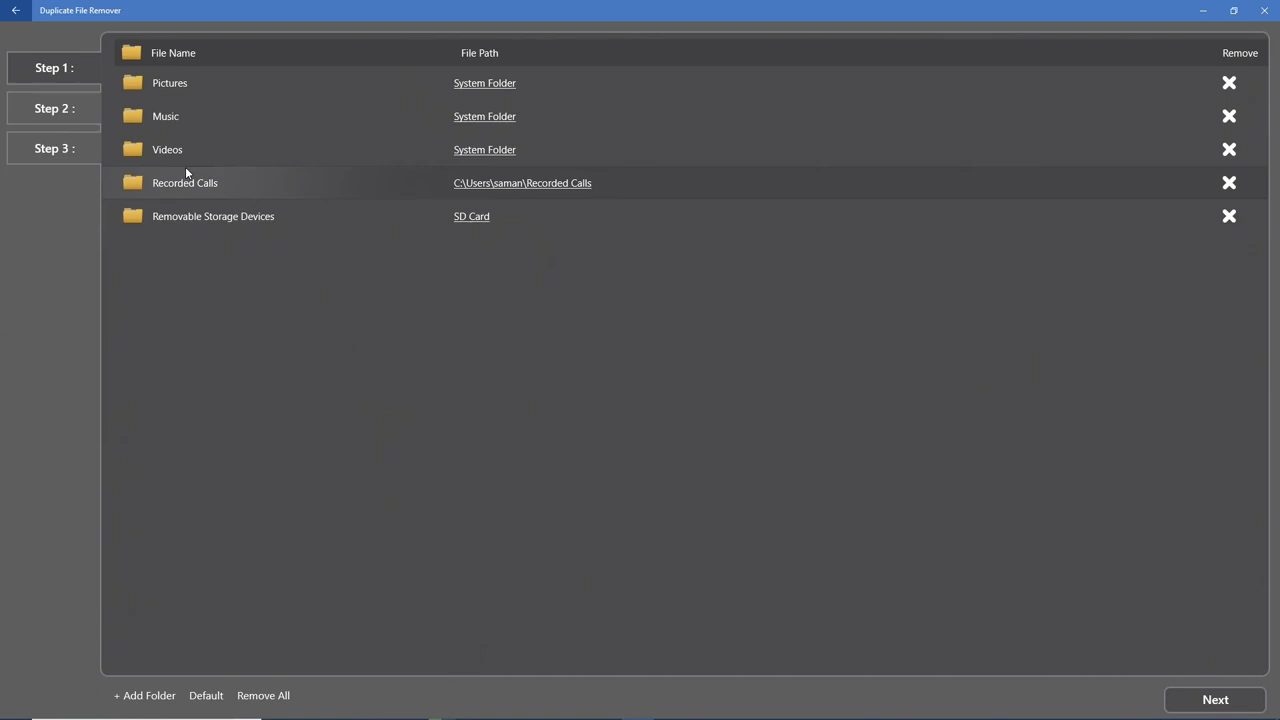 Duplicate File Remover
Step 1 :
Step 2 :
Step 3 :
File Name File Path Remove
Pictures System Folder
Music System Folder
Videos System Folder
Recorded Calls C:\Users\saman\Recorded Calls
Removable Storage Devices SD Card
+ Add Folder Default Remove All Next